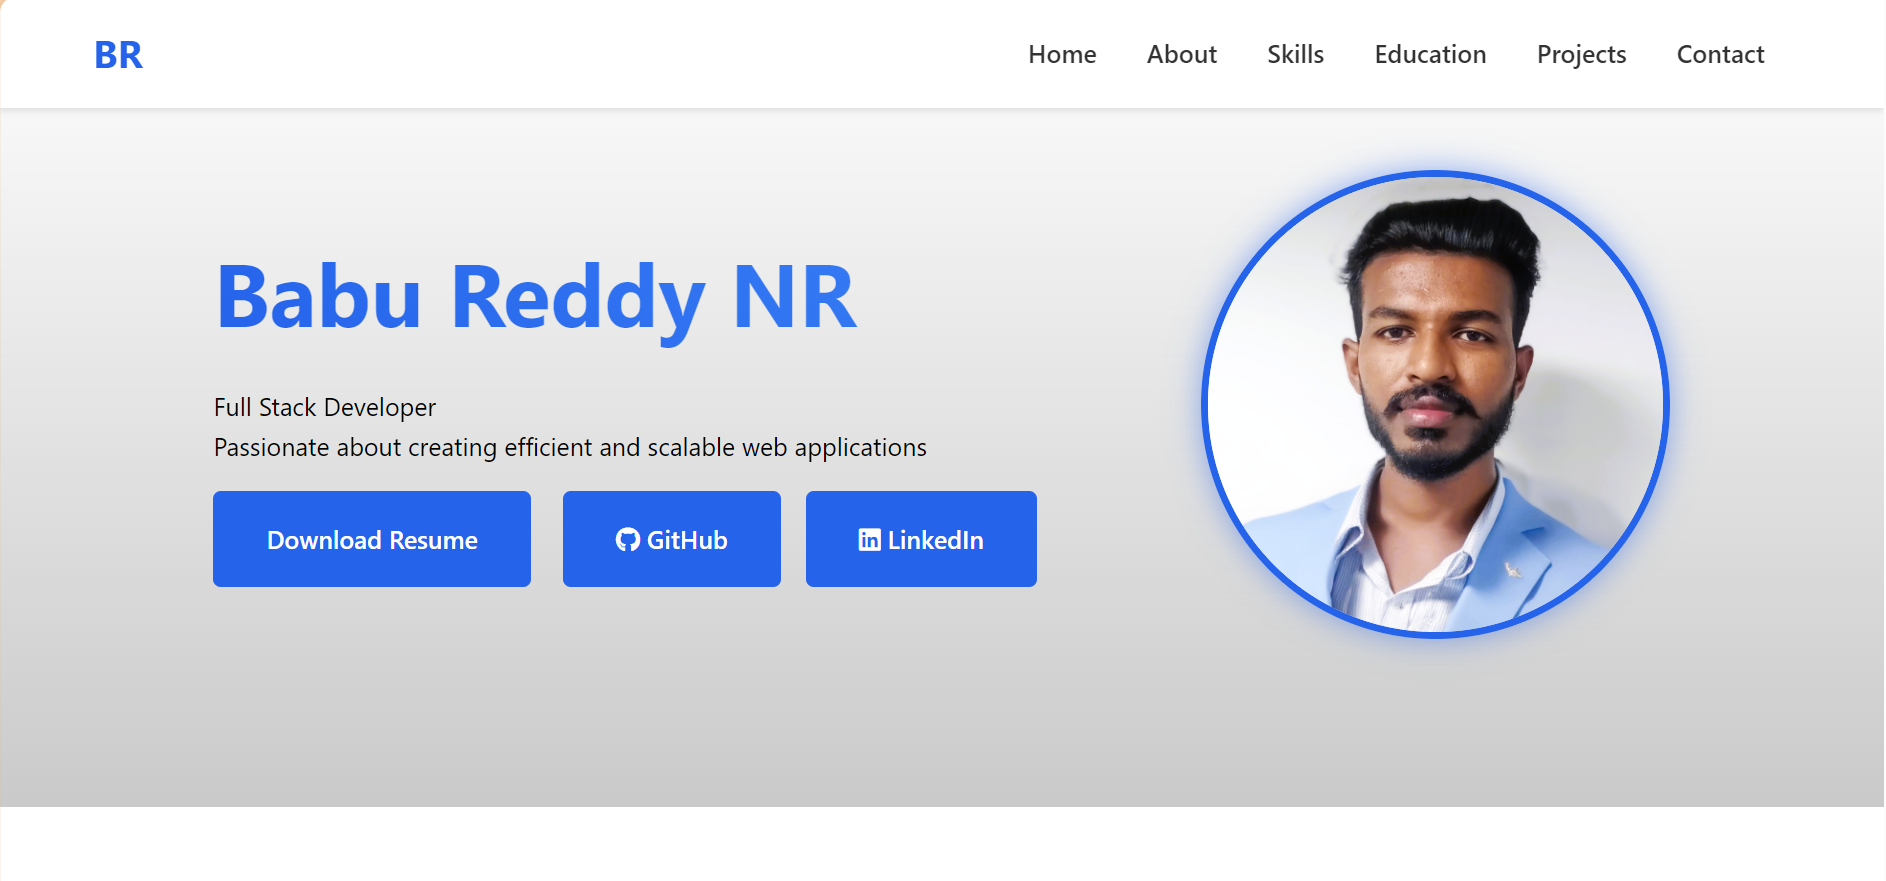 BR
Home About Skills Education Projects Contact
Babu Reddy NR
Full Stack Developer
Passionate about creating efficient and scalable web applications
Download Resume GitHub LinkedIn